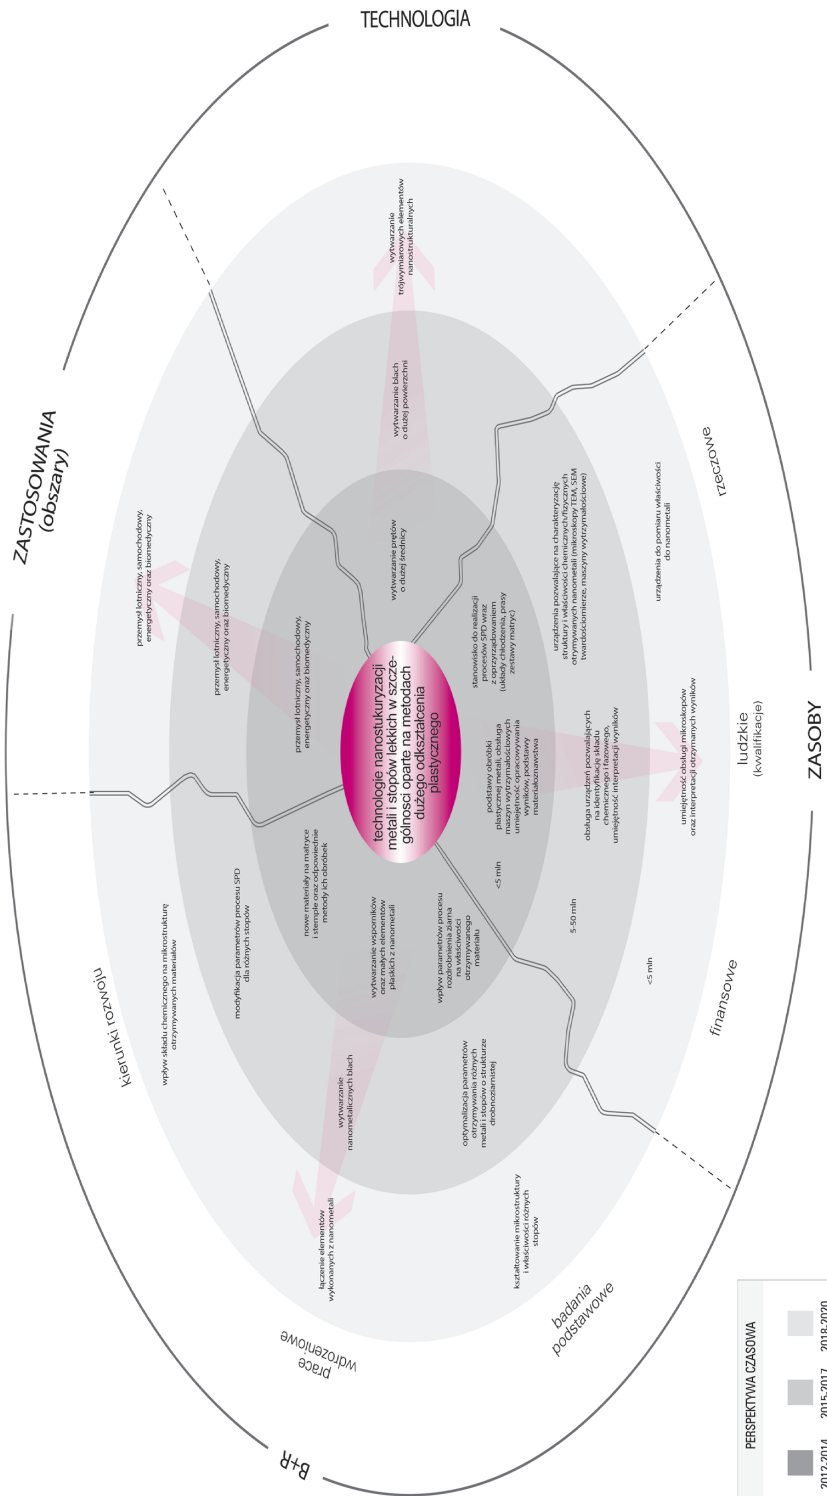 TECHNOLOGIA
ZASTOSOWANIA
(obszary)
przemysł lotniczy, samochodowy,
energetyczny oraz biomedyczny
przemysł lotniczy, samochodowy,
energetyczny oraz biomedyczny
przemysł lotniczy, samochodowy,
energetyczny oraz biomedyczny
wytwarzanie
trójwymiarowych elementów
nanostrukturalnych
wytwarzanie blach
o dużej powierzchni
wytwarzanie prętów
o dużej średnicy
technologie nanostukuryzacji
metali i stopów lekkich w szcze-
gólności oparte na metodach
dużego odkształcenia
plastycznego
rzeczowe
stanowisko do realizacji
procesów SPD wraz
z oprzyrządowaniem
(układy chłodzenia, prasy
zestawy matryc)
urządzenia pozwalające na charakteryzację
struktury i właściwości chemicznych/fizycznych
otrymywanych nanometali (mikroskopy TEM, SEM
twardościomierze, maszyny wytrzymałościowe)
urządzenia do pomiaru właściwości
do nanometali
ZASOBY
ludzkie
(kwalifikacje)
podstawy obróbki
plastycznej metali, obsługa
maszyn wytrzymałościowych
umiejętność opracowywania
wyników, podstawy
materiałoznawstwa
obsługa urządzeń pozwalających
na identyfikację składu
chemicznego i fazowego,
umiejętność interpretacji wyników
umiejętność obsługi mikroskopów
oraz interpretacji otrzymanych wyników
finansowe
<5 mln
5-50 mln
<5 mln
kierunki rozwoju
wpływ składu chemicznego na mikrostrukturę
otrzymywanych materiałów
modyfikacja parametrów procesu SPD
dla różnych stopów
nowe materiały na matryce
i stemple oraz odpowiednie
metody ich obróbek
wytwarzanie wsporników
oraz małych elementów
płaskich z nanometali
wytwarzanie
nanometalicznych blach
łączenie elementów
wykonanych z nanometali
prace
wdrożeniowe
wpływ parametrów procesu
rozdrobnienia ziarna
na właściwości
otrzymywanego
materiału
optymalizacja parametrów
otrzymywania różnych
metali i stopów o strukturze
drobnoziarnistej
kształtowanie mikrostruktury
i właściwości różnych
stopów
badania
podstawowe
B+R
PERSPEKTYWA CZASOWA
2012-2014
2015-2017
2018-2020